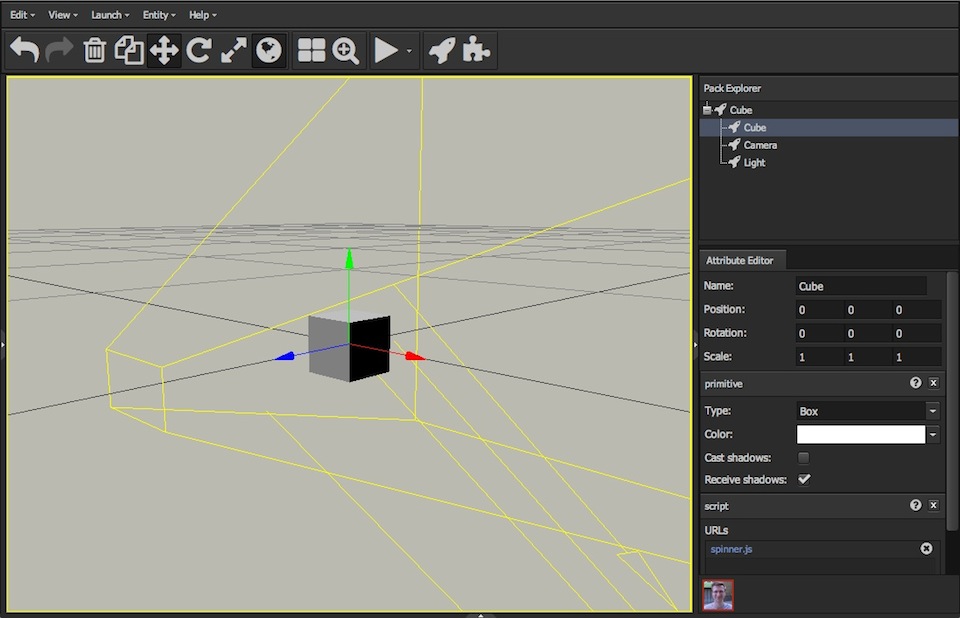 Edit View Launch Entity Help
Pack Explorer
Cube
Cube
Camera
Light
Attribute Editor
Name: Cube
Position: 0 0 0
Rotation: 0 0 0
Scale: 1 1 1
primitive
Type: Box
Color:
Cast shadows:
Receive shadows:
script
URLs
spinner.js